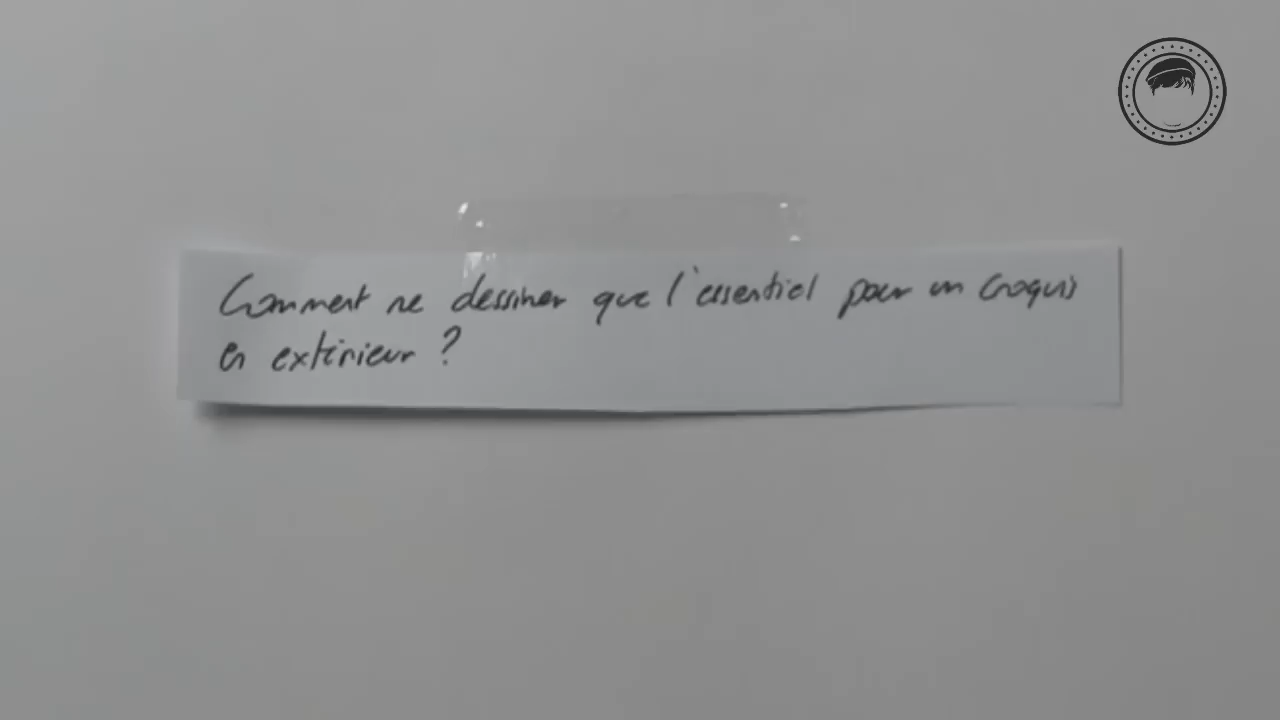 Comment ne dessiner que l'essentiel pour un croquis
en extérieur ?